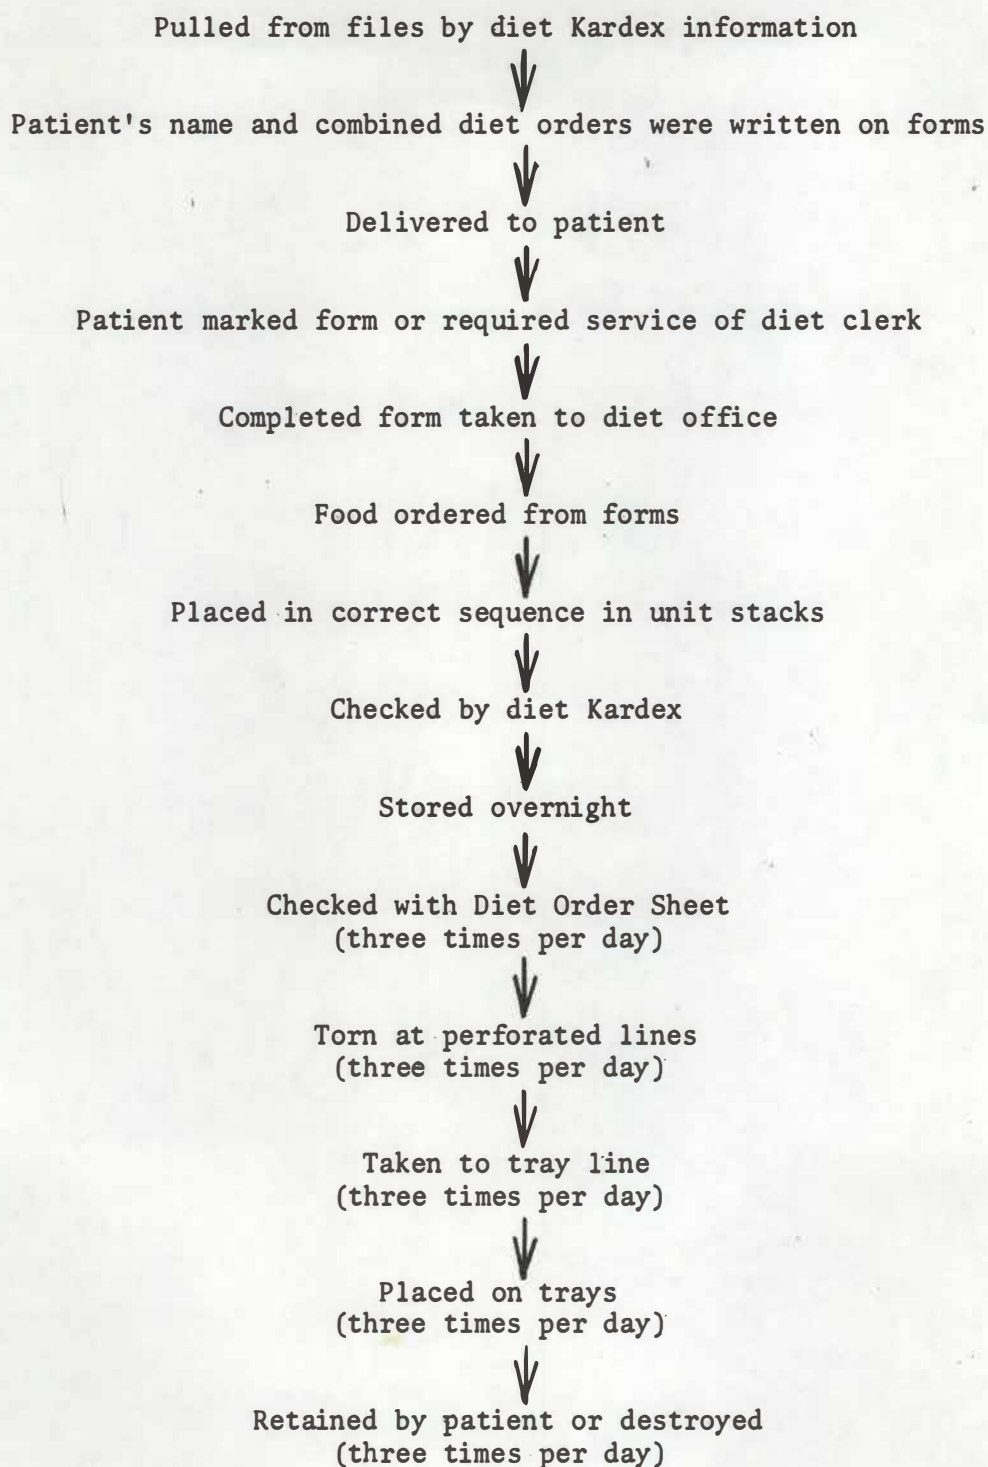 Pulled from files by diet Kardex information
Patient's name and combined diet orders were written on forms
Delivered to patient
Patient marked form or required service of diet clerk
Completed form taken to diet office
Food ordered from forms
Placed in correct sequence in unit stacks
Checked by diet Kardex
Stored overnight
Checked with Diet Order Sheet
(three times per day)
Torn at perforated lines
(three times per day)
Taken to tray line
(three times per day)
Placed on trays
(three times per day)
Retained by patient or destroyed
(three times per day)